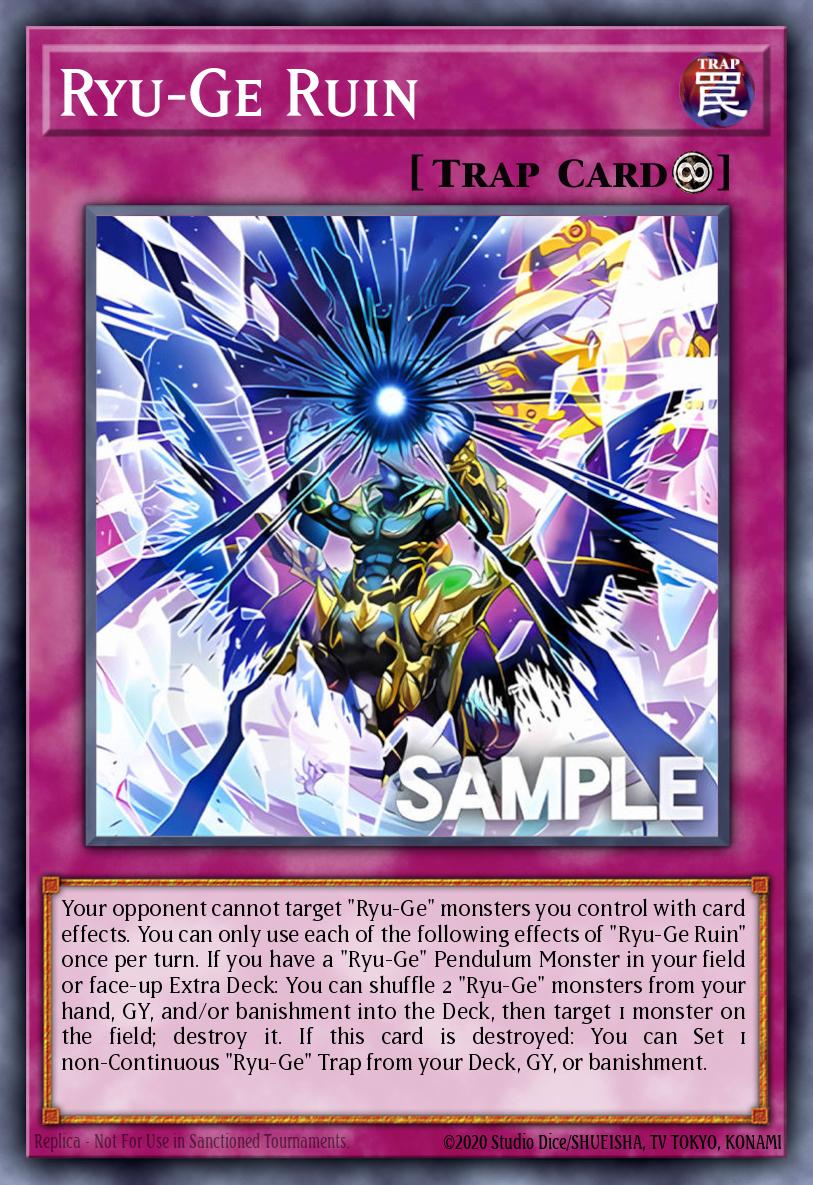 Ryu-Ge Ruin
TRAP
罠
[Trap Card]
SAMPLE
Your opponent cannot target "Ryu-Ge" monsters you control with card
effects. You can only use each of the following effects of "Ryu-Ge Ruin"
once per turn. If you have a "Ryu-Ge" Pendulum Monster in your field
or face-up Extra Deck: You can shuffle 2 "Ryu-Ge" monsters from your
hand, GY, and/or banishment into the Deck, then target 1 monster on
the field; destroy it. If this card is destroyed: You can Set 1
non-Continuous "Ryu-Ge" Trap from your Deck, GY, or banishment.
Replica - Not For Use in Sanctioned Tournaments.
©2020 Studio Dice/SHUEISHA, TV TOKYO, KONAMI